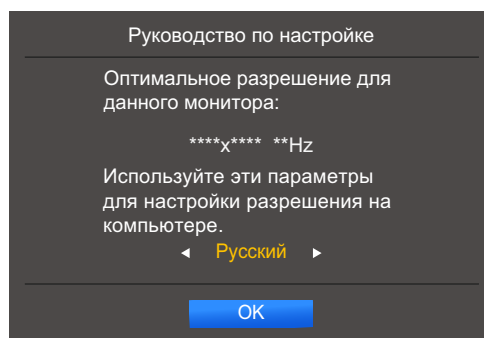 Руководство по настройке
Оптимальное разрешение для
данного монитора:
****x**** **Hz
Используйте эти параметры
для настройки разрешения на
компьютере.
Русский
OK